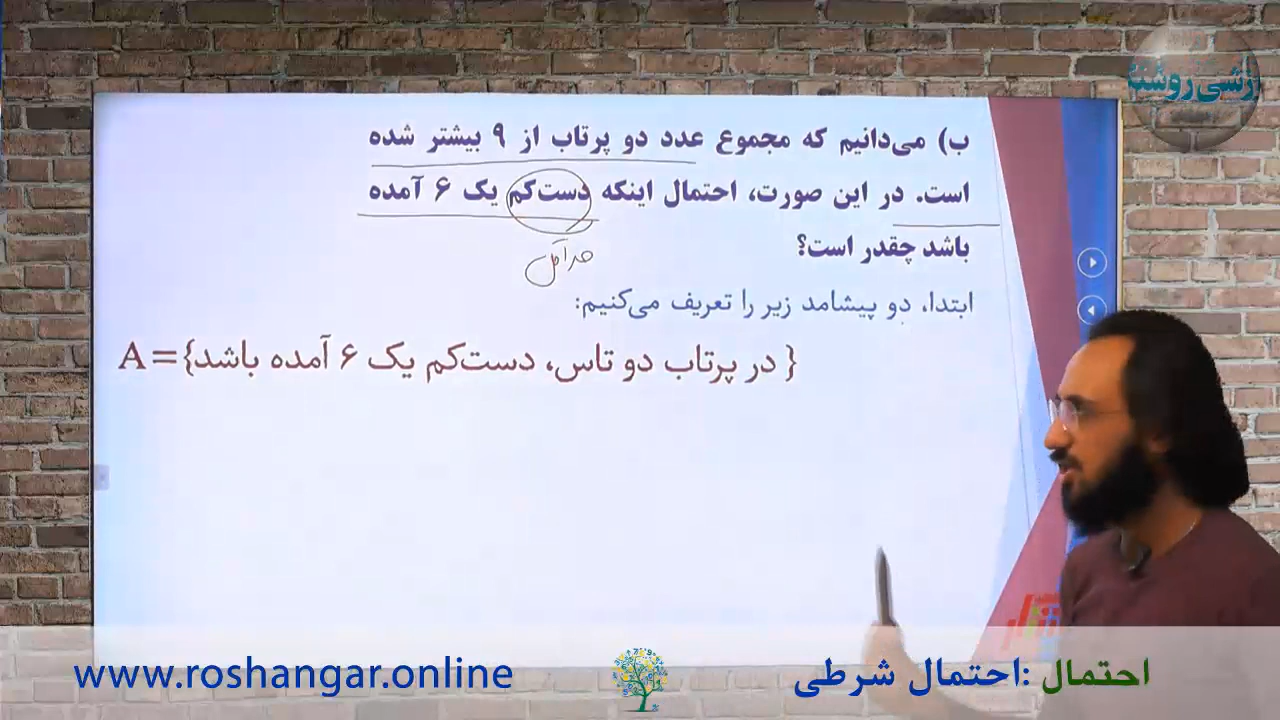 ب) می‌دانیم که مجموع عدد دو پرتاب از ۹ بیشتر شده
است. در این صورت، احتمال اینکه دست‌کم یک ۶ آمده
باشد چقدر است؟
حداقل
ابتدا، دو پیشامد زیر را تعریف می‌کنیم:
A={در پرتاب دو تاس، دست‌کم یک ۶ آمده باشد}
احتمال: احتمال شرطی
www.roshangar.online